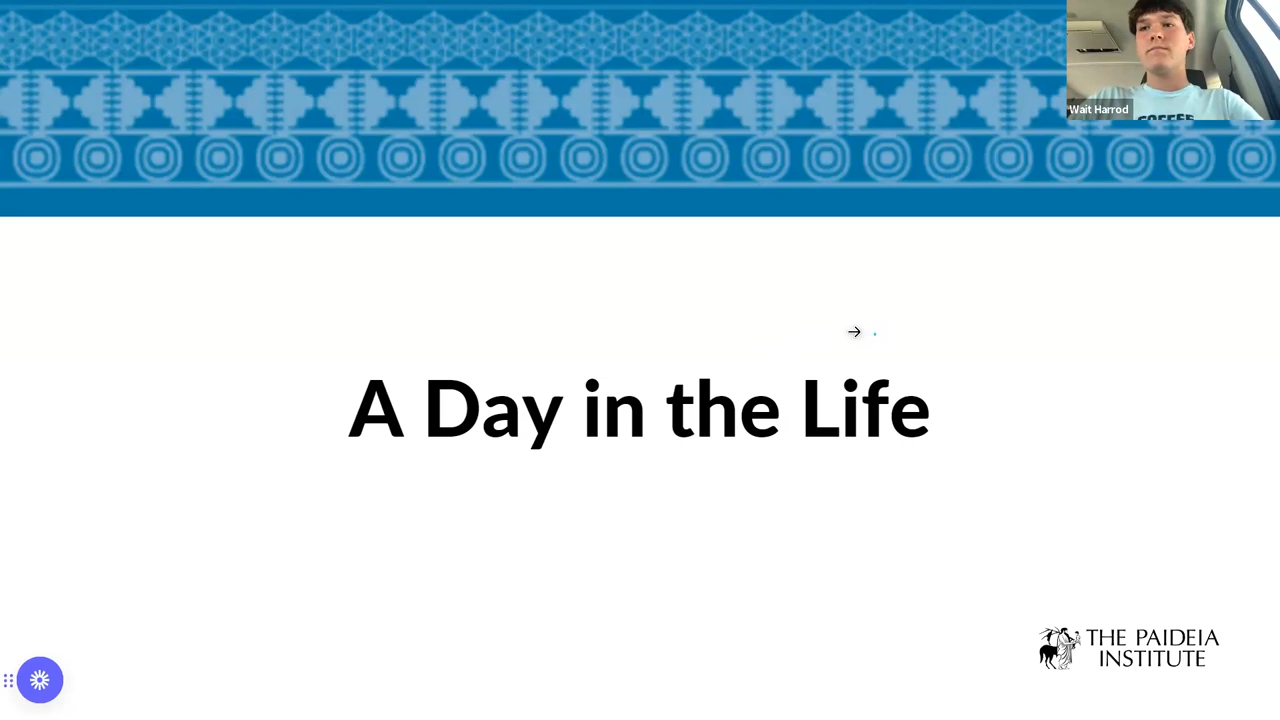 Wait Harrod
COFFEE
A Day in the Life
THE PAIDEIA
INSTITUTE